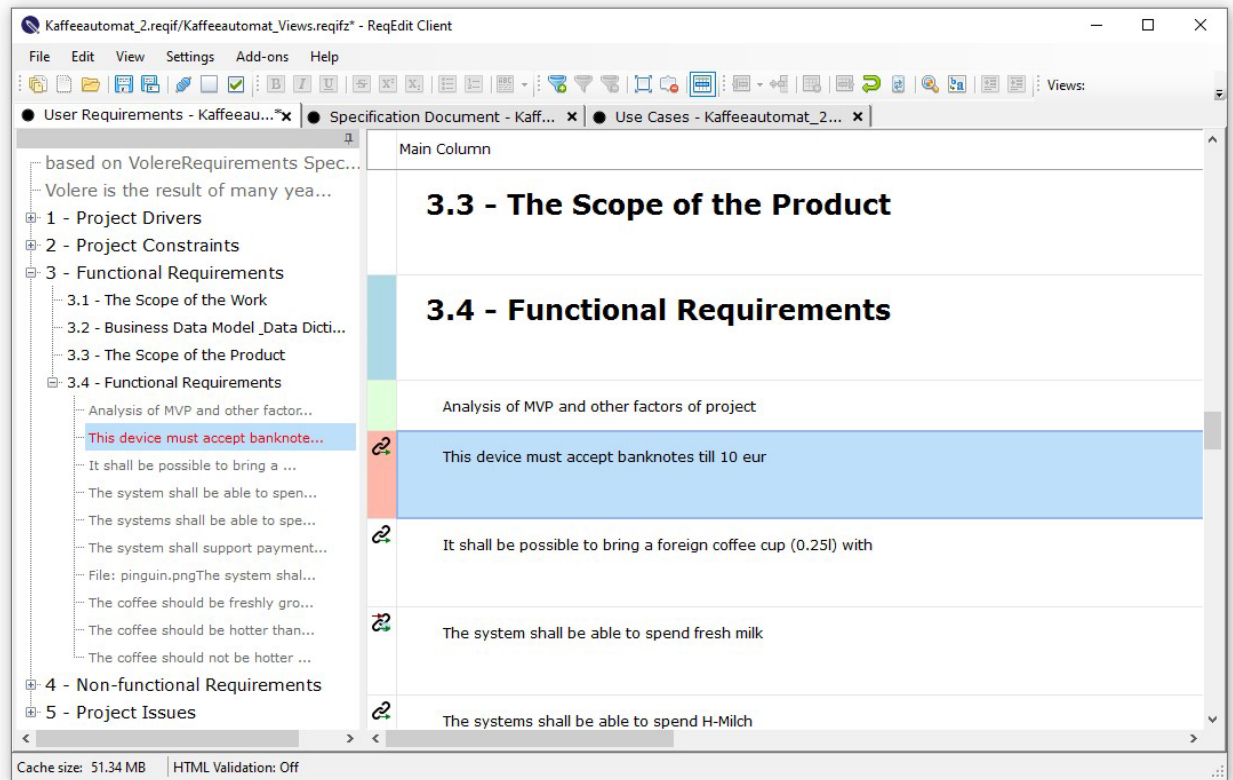 Kaffeeautomat_2.reqif/Kaffeeautomat_Views.reqifz* - ReqEdit Client
File Edit View Settings Add-ons Help
B I U S X² X₂ ABC Views:
User Requirements - Kaffeeau...*x Specification Document - Kaff... x Use Cases - Kaffeeautomat_2... x
based on VolereRequirements Spec...
Volere is the result of many yea...
1 - Project Drivers
2 - Project Constraints
3 - Functional Requirements
3.1 - The Scope of the Work
3.2 - Business Data Model _Data Dicti...
3.3 - The Scope of the Product
3.4 - Functional Requirements
Analysis of MVP and other factor...
This device must accept banknote...
It shall be possible to bring a ...
The system shall be able to spen...
The systems shall be able to spe...
The system shall support payment...
File: pinguin.pngThe system shal...
The coffee should be freshly gro...
The coffee should be hotter than...
The coffee should not be hotter ...
4 - Non-functional Requirements
5 - Project Issues
Main Column
3.3 - The Scope of the Product
3.4 - Functional Requirements
Analysis of MVP and other factors of project
This device must accept banknotes till 10 eur
It shall be possible to bring a foreign coffee cup (0.25l) with
The system shall be able to spend fresh milk
The systems shall be able to spend H-Milch
Cache size: 51.34 MB HTML Validation: Off